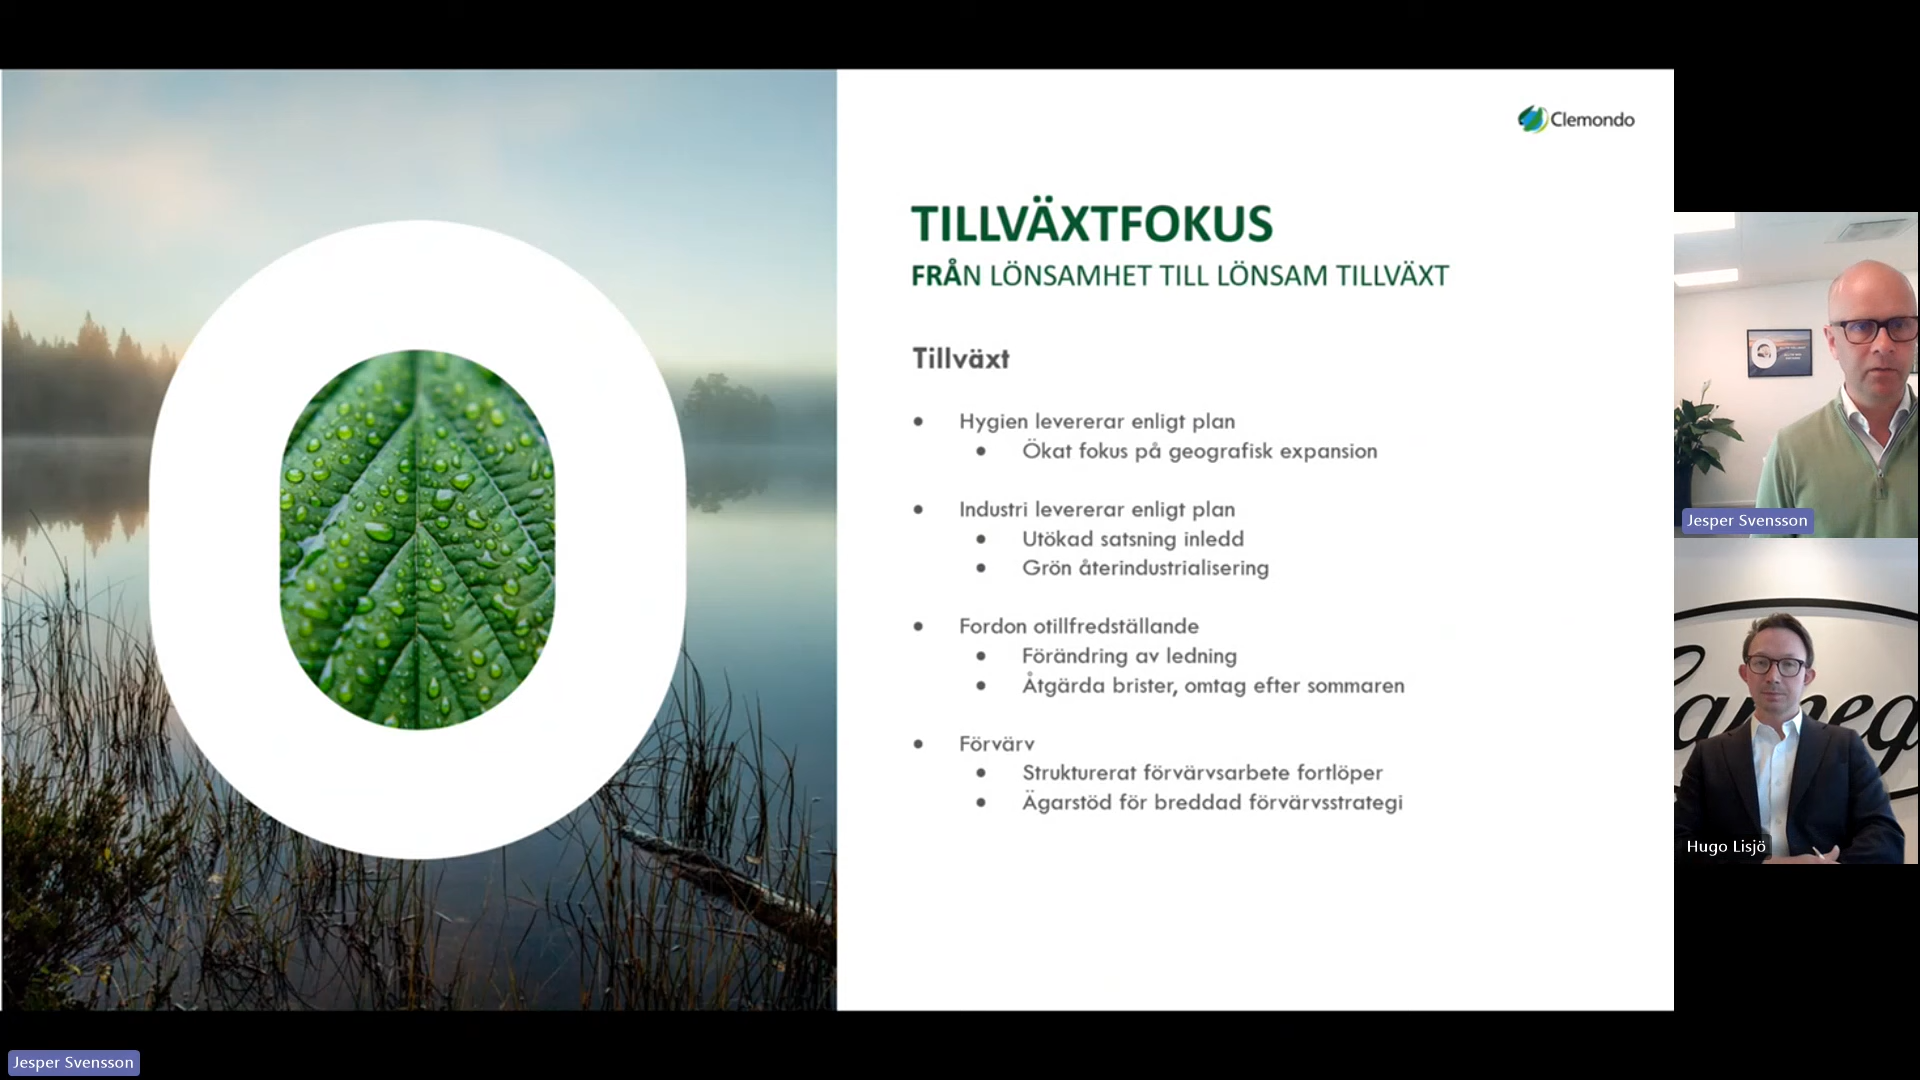 Clemondo
TILLVÄXTFOKUS
FRÅN LÖNSAMHET TILL LÖNSAM TILLVÄXT
Tillväxt
• Hygien levererar enligt plan
• Ökat fokus på geografisk expansion
• Industri levererar enligt plan
• Utökad satsning inledd
• Grön återindustrialisering
• Fordon otillfredställande
• Förändring av ledning
• Åtgärda brister, omtag efter sommaren
• Förvärv
• Strukturerat förvärvsarbete fortlöper
• Ägarstöd för breddad förvärvsstrategi
Jesper Svensson
Hugo Lisjö
Jesper Svensson